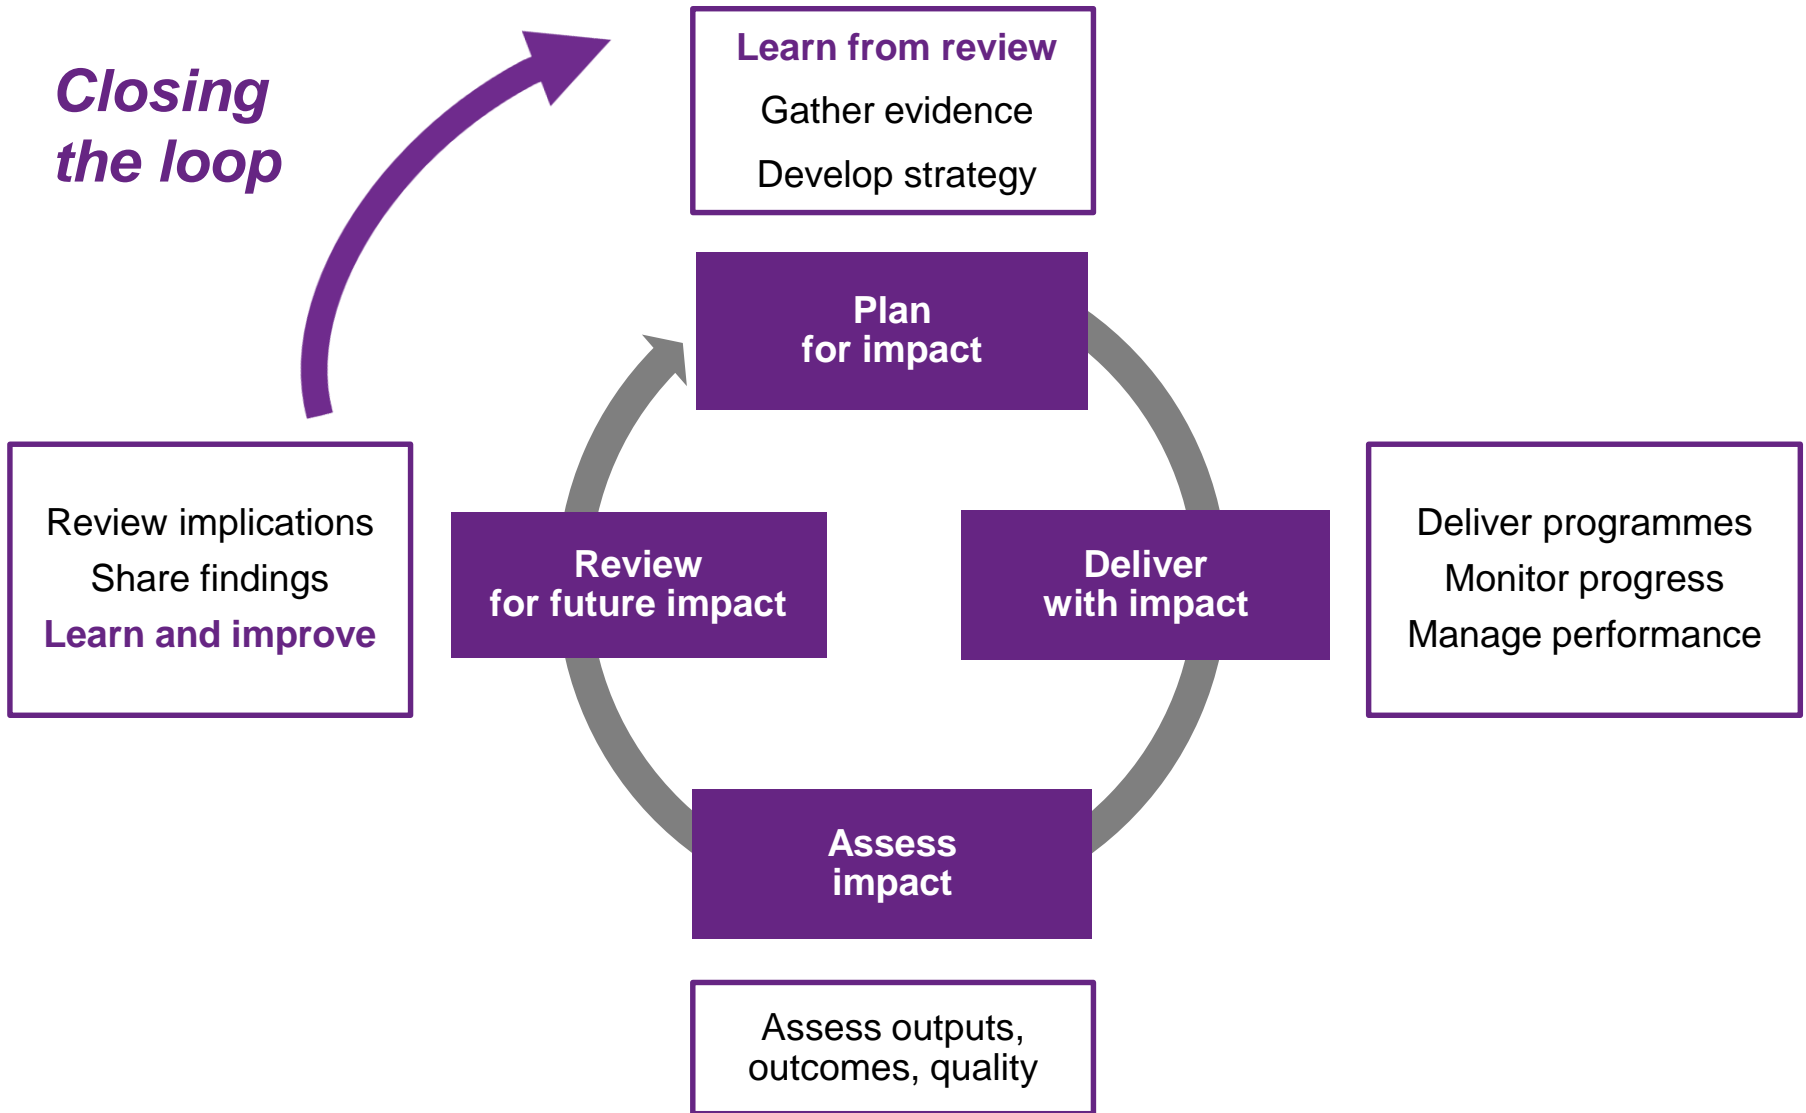 Closing
the loop
Learn from review
Gather evidence
Develop strategy
Plan
for impact
Review implications
Share findings
Learn and improve
Review
for future impact
Deliver
with impact
Deliver programmes
Monitor progress
Manage performance
Assess
impact
Assess outputs,
outcomes, quality